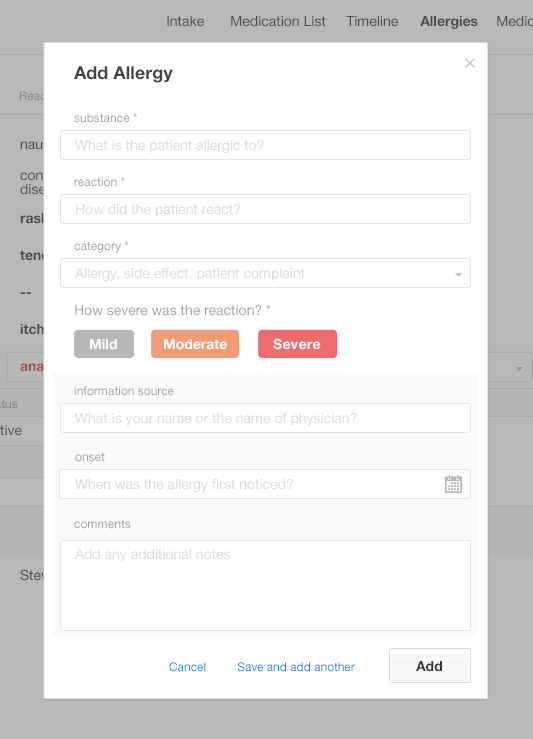 Intake Medication List Timeline Allergies Medic
Add Allergy
Reac
substance *
What is the patient allergic to?
nau
con
dise
reaction *
How did the patient react?
rash
category *
tend
Allergy, side effect, patient complaint
--
How severe was the reaction? *
itch
Mild Moderate Severe
ana
information source
atus
What is your name or the name of physician?
tive
onset
When was the allergy first noticed?
comments
Add any additional notes
Stev
Cancel Save and add another Add